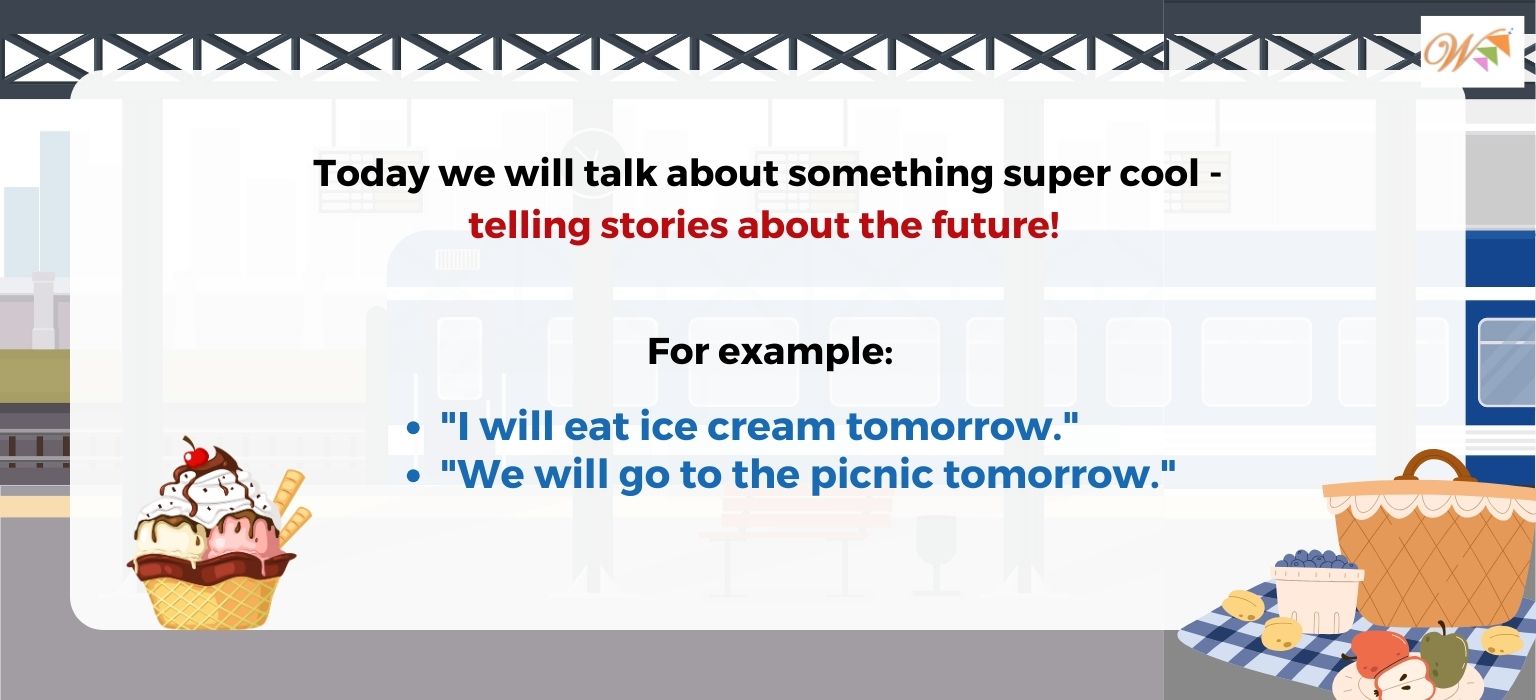 Today we will talk about something super cool -
telling stories about the future!
For example:
• "I will eat ice cream tomorrow."
• "We will go to the picnic tomorrow."
W